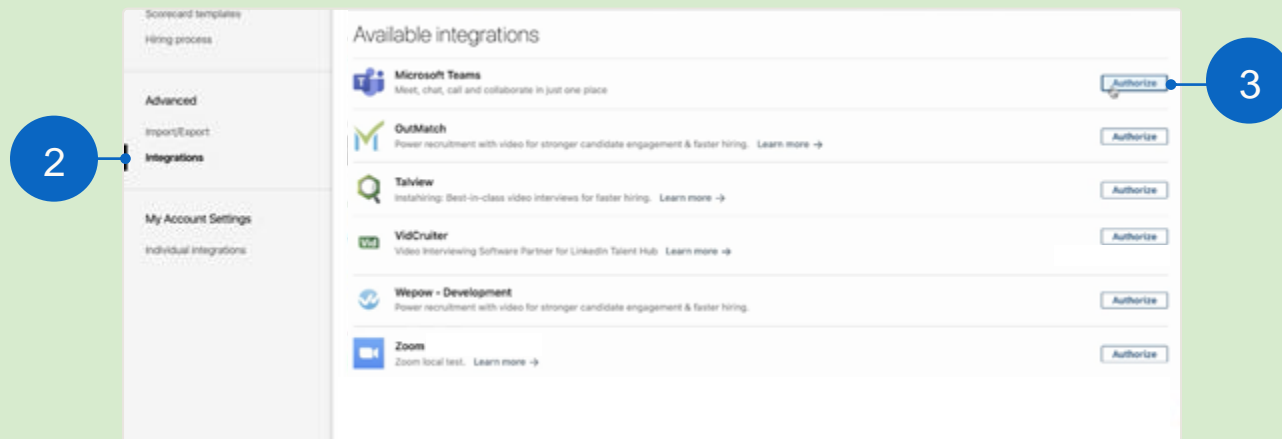 Scorecard templates
Hiring process
Advanced
Import/Export
2
Integrations
My Account Settings
Individual integrations
Available integrations
Microsoft Teams
Meet, chat, call and collaborate in just one place
Authorize
3
OutMatch
Power recruitment with video for stronger candidate engagement & faster hiring. Learn more →
Authorize
Talview
Instahiring: Best-in-class video interviews for faster hiring. Learn more →
Authorize
Vid
VidCruiter
Video Interviewing Software Partner for LinkedIn Talent Hub Learn more →
Authorize
Wepow - Development
Power recruitment with video for stronger candidate engagement & faster hiring.
Authorize
Zoom
Zoom local test. Learn more →
Authorize